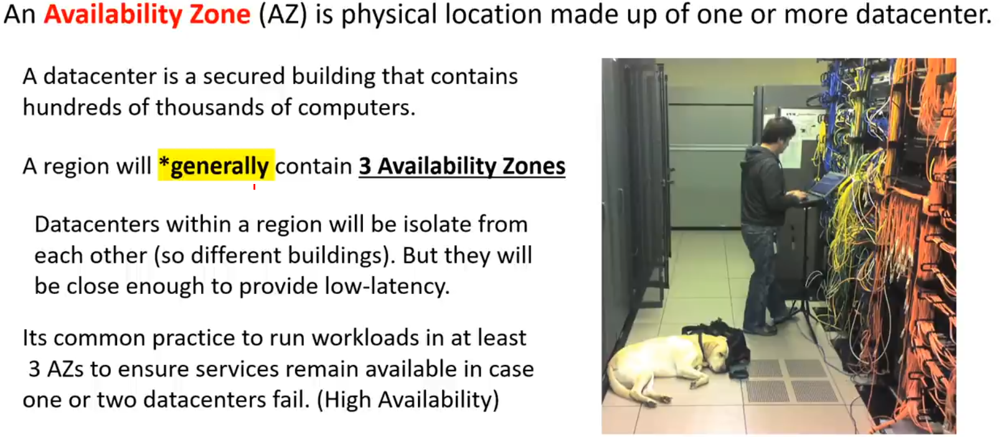 An Availability Zone (AZ) is physical location made up of one or more datacenter.
A datacenter is a secured building that contains
hundreds of thousands of computers.
A region will *generally contain 3 Availability Zones
Datacenters within a region will be isolate from
each other (so different buildings). But they will
be close enough to provide low-latency.
Its common practice to run workloads in at least
3 AZs to ensure services remain available in case
one or two datacenters fail. (High Availability)